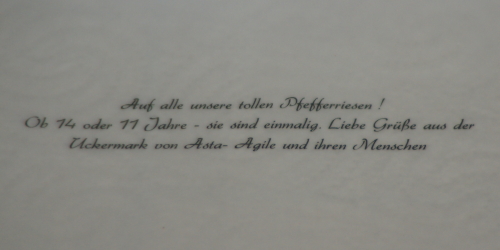 Auf alle unsere tollen Pfefferriesen !
Ob 14 oder 11 Jahre - sie sind einmalig. Liebe Grüße aus der
Uckermark von Asta- Agile und ihren Menschen